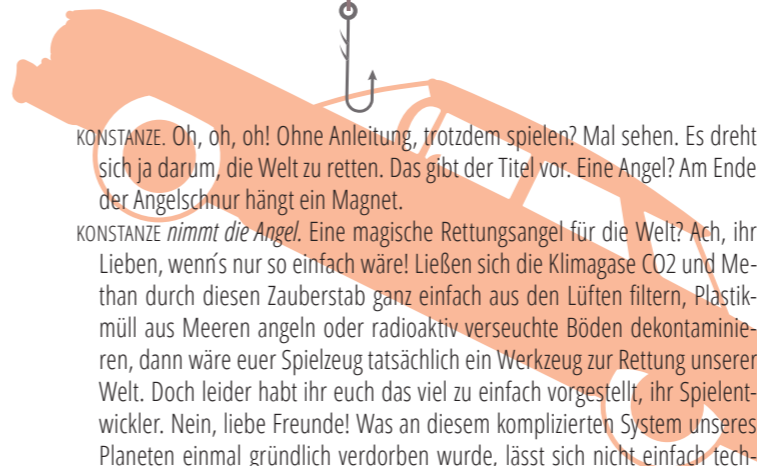 KONSTANZE. Oh, oh, oh! Ohne Anleitung, trotzdem spielen? Mal sehen. Es dreht
sich ja darum, die Welt zu retten. Das gibt der Titel vor. Eine Angel? Am Ende
der Angelschnur hängt ein Magnet.
KONSTANZE nimmt die Angel. Eine magische Rettungsangel für die Welt? Ach, ihr
Lieben, wenn´s nur so einfach wäre! Ließen sich die Klimagase CO2 und Me-
than durch diesen Zauberstab ganz einfach aus den Lüften filtern, Plastik-
müll aus Meeren angeln oder radioaktiv verseuchte Böden dekontaminie-
ren, dann wäre euer Spielzeug tatsächlich ein Werkzeug zur Rettung unserer
Welt. Doch leider habt ihr euch das viel zu einfach vorgestellt, ihr Spielent-
wickler. Nein, liebe Freunde! Was an diesem komplizierten System unseres
Planeten einmal gründlich verdorben wurde, lässt sich nicht einfach tech-